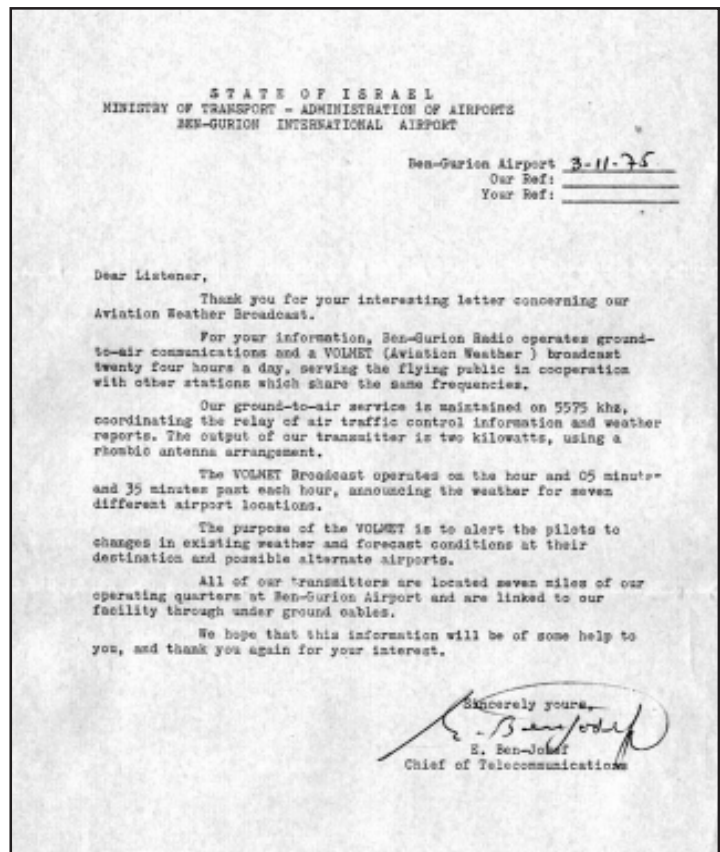 STATE OF ISRAEL
MINISTRY OF TRANSPORT - ADMINISTRATION OF AIRPORTS
BEN-GURION INTERNATIONAL AIRPORT
Ben-Gurion Airport 3-11-75
Our Ref:
Your Ref:
Dear Listener,
Thank you for your interesting letter concerning our
Aviation Weather Broadcast.
For your information, Ben-Gurion Radio operates ground-
to-air communications and a VOLMET (Aviation Weather ) broadcast
twenty four hours a day, serving the flying public in cooperation
with other stations which share the same frequencies.
Our ground-to-air service is maintained on 5575 khz,
coordinating the relay of air traffic control information and weather
reports. The output of our transmitter is two kilowatts, using a
rhombic antenna arrangement.
The VOLMET Broadcast operates on the hour and 05 minutes
and 35 minutes past each hour, announcing the weather for seven
different airport locations.
The purpose of the VOLMET is to alert the pilots to
changes in existing weather and forecast conditions at their
destination and possible alternate airports.
All of our transmitters are located seven miles of our
operating quarters at Ben-Gurion Airport and are linked to our
facility through under ground cables.
We hope that this information will be of some help to
you, and thank you again for your interest.
Sincerely yours,
E. Ben-Josef
E. Ben-Josef
Chief of Telecommunications